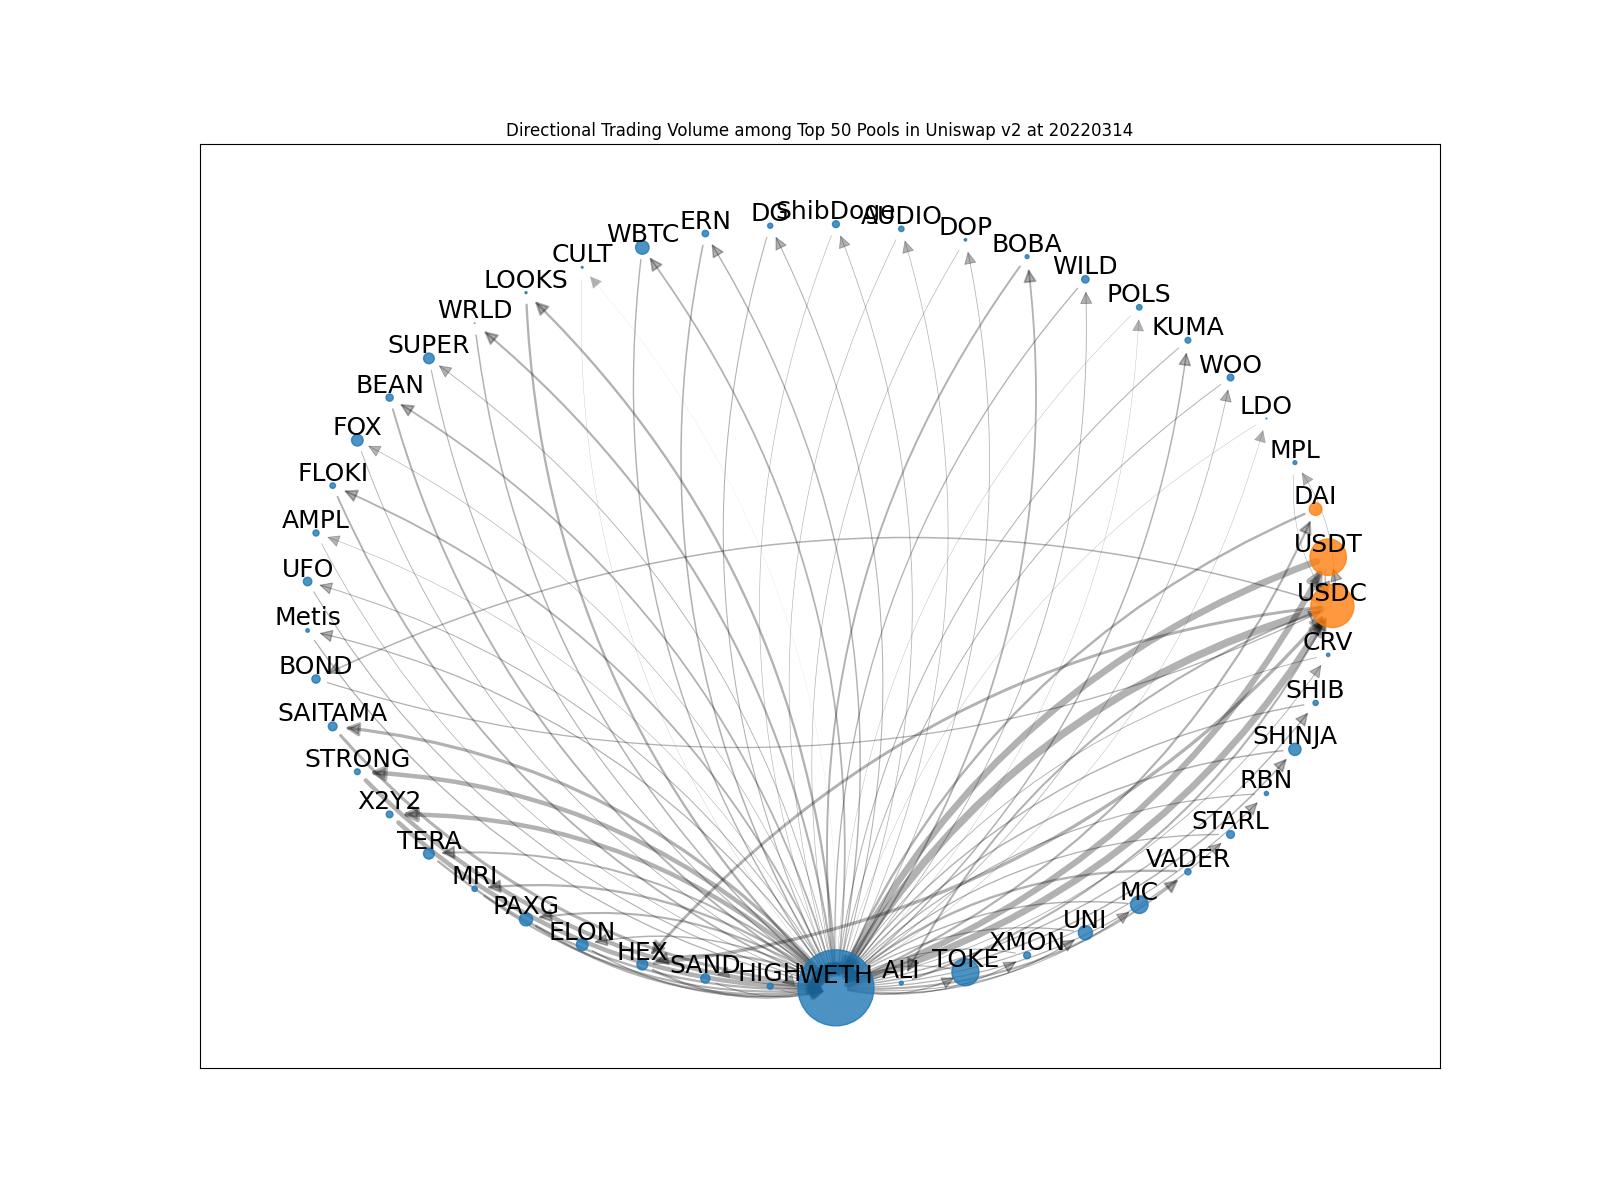 Directional Trading Volume among Top 50 Pools in Uniswap v2 at 20220314
DG
ShibDoge
AUDIO
ERN
DOP
WBTC
BOBA
CULT
WILD
LOOKS
POLS
WRLD
KUMA
SUPER
WOO
BEAN
LDO
FOX
MPL
FLOKI
DAI
AMPL
USDT
UFO
USDC
Metis
CRV
BOND
SHIB
SAITAMA
SHINJA
STRONG
RBN
X2Y2
STARL
TERA
VADER
MRI
MC
PAXG
UNI
ELON
XMON
HEX
TOKE
SAND
ALI
HIGH
WETH